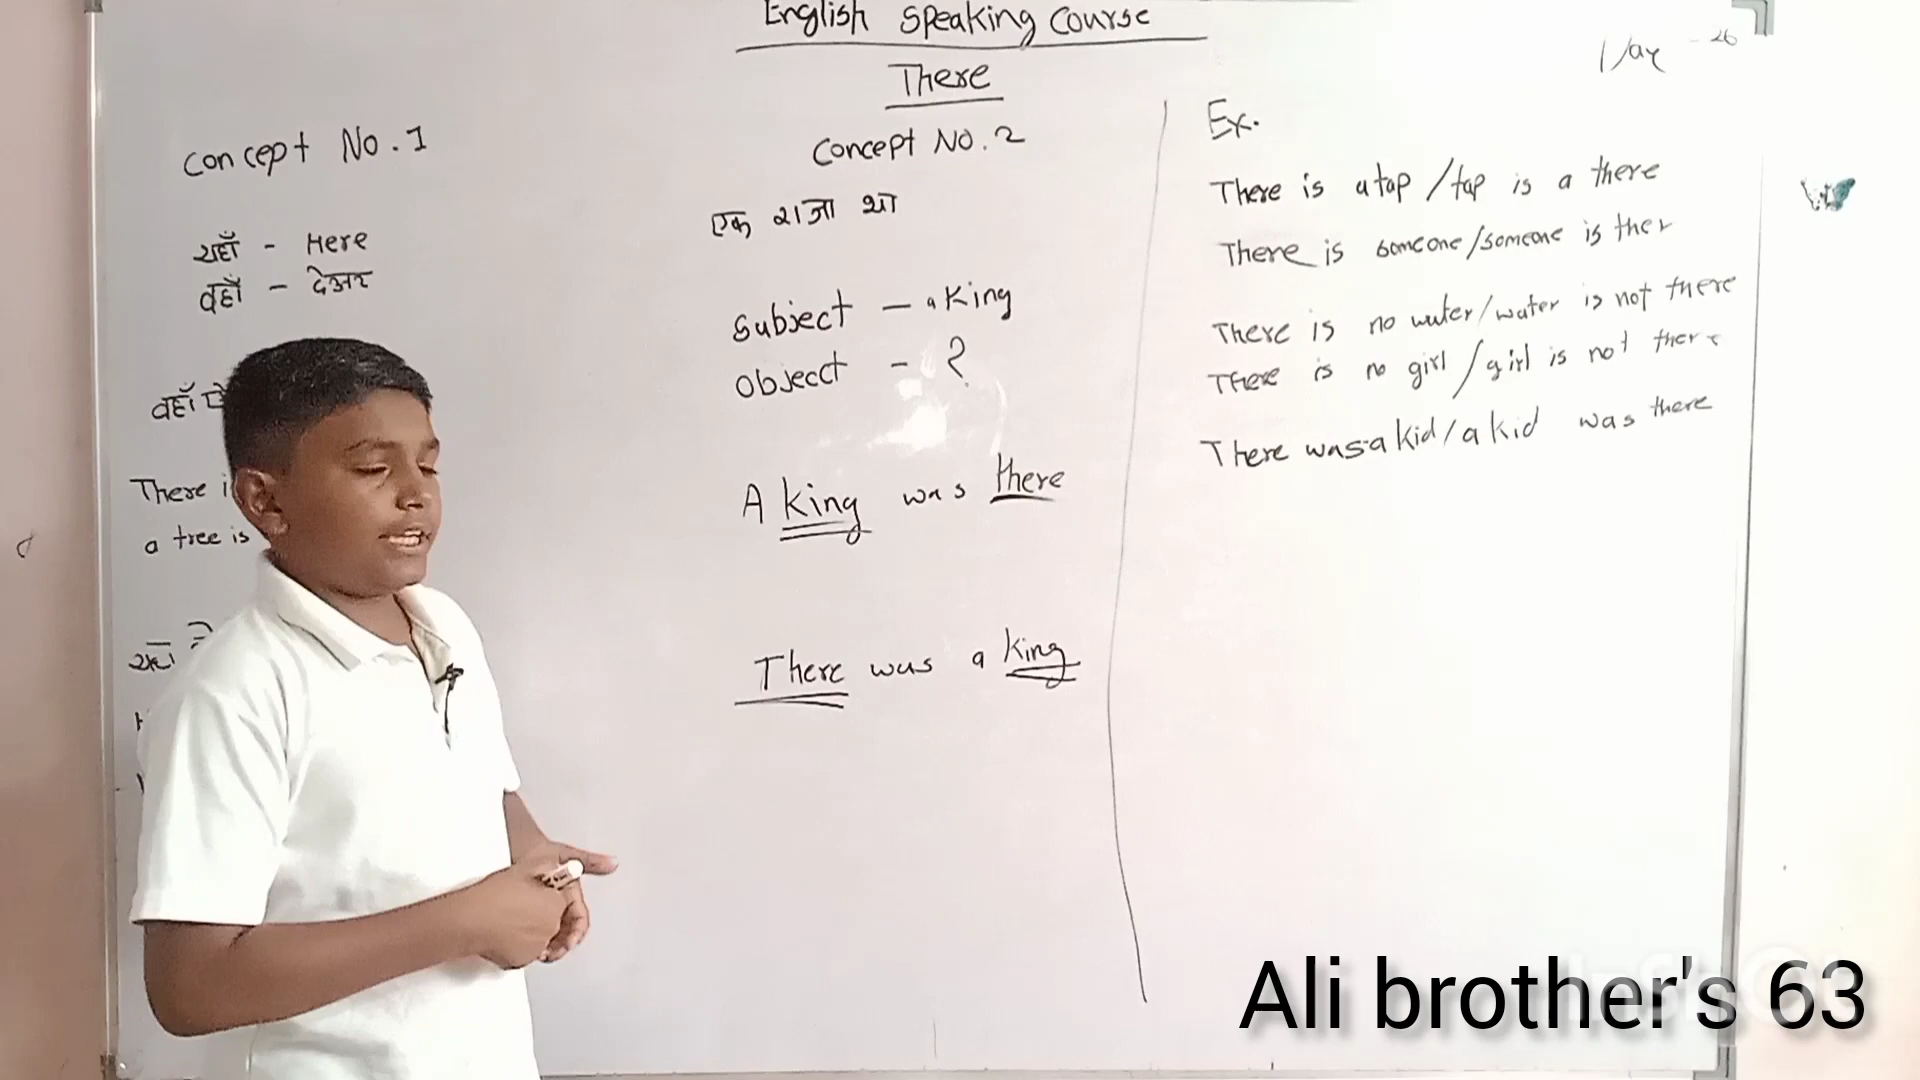 English speaking course
There
Day - 26
Concept No. 1
यहाँ - Here
वहाँ - देअर
वहाँ
There i
a tree is
Concept No. 2
एक राजा था
Subject - a King
Objecct - ?
A king was there
There was a king
Ex.
There is a tap / tap is a there
There is someone / someone is ther
There is no water / water is not there
There is no girl / girl is not there
There was a kid / a kid was there
Ali brother's 63